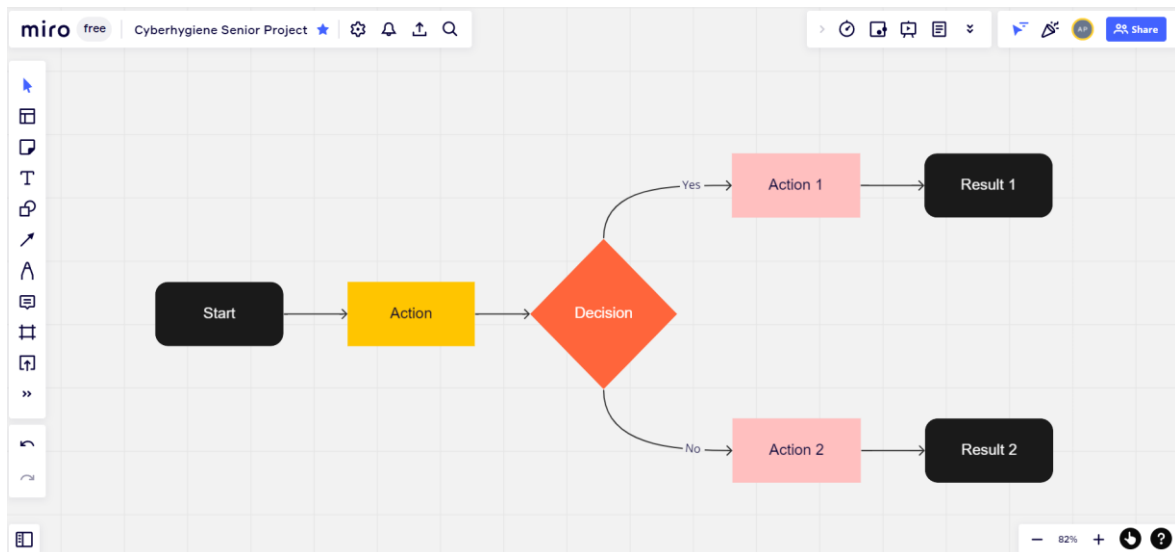 miro free Cyberhygiene Senior Project
AP Share
Yes Action 1 Result 1
Start Action Decision
No Action 2 Result 2
82%